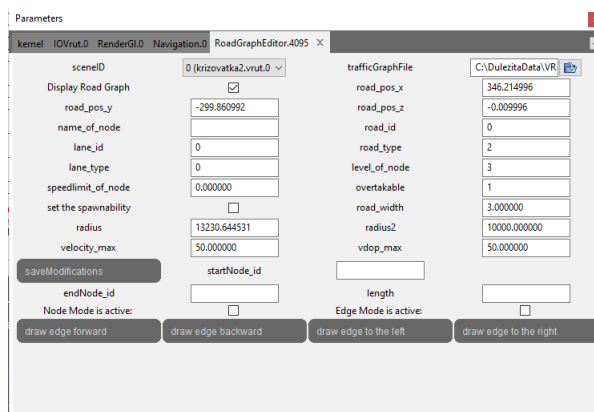 Parameters
kernel IOVrut.0 RenderGl.0 Navigation.0 RoadGraphEditor.4095 X
sceneID 0 (krizovatka2.vrut.0 trafficGraphFile C:\DulezitaData\VR
Display Road Graph road_pos_x 346.214996
road_pos_y -299.860992 road_pos_z -0.009996
name_of_node road_id 0
lane_id 0 road_type 2
lane_type 0 level_of_node 3
speedlimit_of_node 0.000000 overtakable 1
set the spawnability road_width 3.000000
radius 13230.644531 radius2 10000.000000
velocity_max 50.000000 vdop_max 50.000000
saveModifications startNode_id
endNode_id length
Node Mode is active: Edge Mode is active:
draw edge forward draw edge backward draw edge to the left draw edge to the right